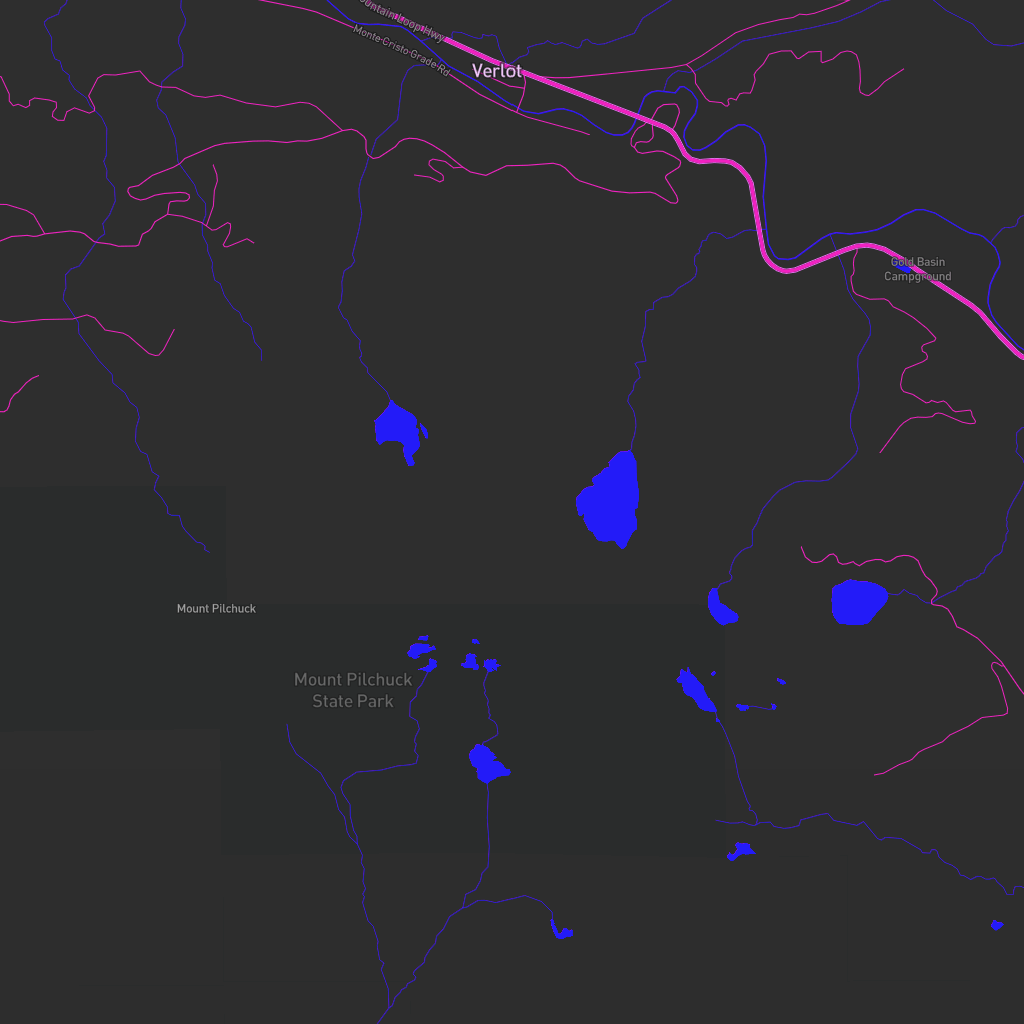 Mountain Loop Hwy
Monte Cristo Grade Rd
Verlot
Gold Basin
Campground
Mount Pilchuck
Mount Pilchuck
State Park